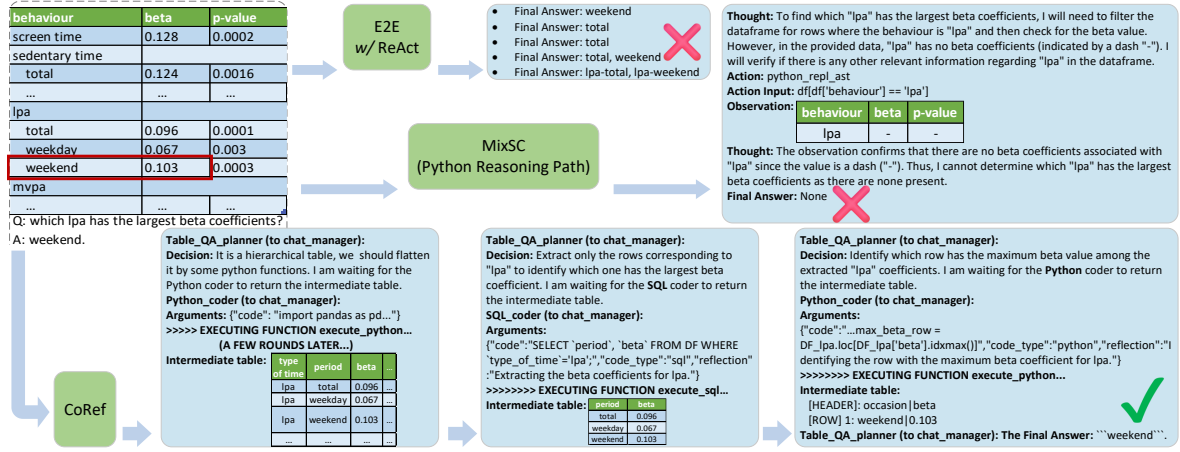 behaviour beta p-value
screen time 0.128 0.0002
sedentary time
total 0.124 0.0016
... ... ...
lpa
total 0.096 0.0001
weekday 0.067 0.003
weekend 0.103 0.0003
mvpa
... ... ...
Q: which lpa has the largest beta coefficients?
A: weekend.
E2E
w/ ReAct
• Final Answer: weekend
• Final Answer: total
• Final Answer: total
• Final Answer: total, weekend
• Final Answer: lpa-total, lpa-weekend
MixSC
(Python Reasoning Path)
Thought: To find which "lpa" has the largest beta coefficients, I will need to filter the
dataframe for rows where the behaviour is "lpa" and then check for the beta value.
However, in the provided data, "lpa" has no beta coefficients (indicated by a dash "-"). I
will verify if there is any other relevant information regarding "lpa" in the dataframe.
Action: python_repl_ast
Action Input: df[df['behaviour'] == 'lpa']
Observation:
behaviour beta p-value
lpa - -
Thought: The observation confirms that there are no beta coefficients associated with
"lpa" since the value is a dash ("-"). Thus, I cannot determine which "lpa" has the largest
beta coefficients as there are none present.
Final Answer: None
CoRef
Table_QA_planner (to chat_manager):
Decision: It is a hierarchical table, we should flatten
it by some python functions. I am waiting for the
Python coder to return the intermediate table.
Python_coder (to chat_manager):
Arguments: {"code": "import pandas as pd..."}
>>>>> EXECUTING FUNCTION execute_python...
(A FEW ROUNDS LATER...)
Intermediate table:
type of time period beta ...
lpa total 0.096 ...
lpa weekday 0.067 ...
lpa weekend 0.103 ...
... ... ... ...
Table_QA_planner (to chat_manager):
Decision: Extract only the rows corresponding to
"lpa" to identify which one has the largest beta
coefficient. I am waiting for the SQL coder to return
the intermediate table.
SQL_coder (to chat_manager):
Arguments:
{"code":"SELECT `period`, `beta` FROM DF WHERE
`type_of_time`='lpa';","code_type":"sql","reflection"
:"Extracting the beta coefficients for lpa."}
>>>>>>>> EXECUTING FUNCTION execute_sql...
Intermediate table:
period beta
total 0.096
weekday 0.067
weekend 0.103
Table_QA_planner (to chat_manager):
Decision: Identify which row has the maximum beta value among the
extracted "lpa" coefficients. I am waiting for the Python coder to return
the intermediate table.
Python_coder (to chat_manager):
Arguments:
{"code":"...max_beta_row =
DF_lpa.loc[DF_lpa['beta'].idxmax()]","code_type":"python","reflection":"I
dentifying the row with the maximum beta coefficient for lpa."}
>>>>>>>> EXECUTING FUNCTION execute_python...
Intermediate table:
[HEADER]: occasion|beta
[ROW] 1: weekend|0.103
Table_QA_planner (to chat_manager): The Final Answer: ```weekend```.